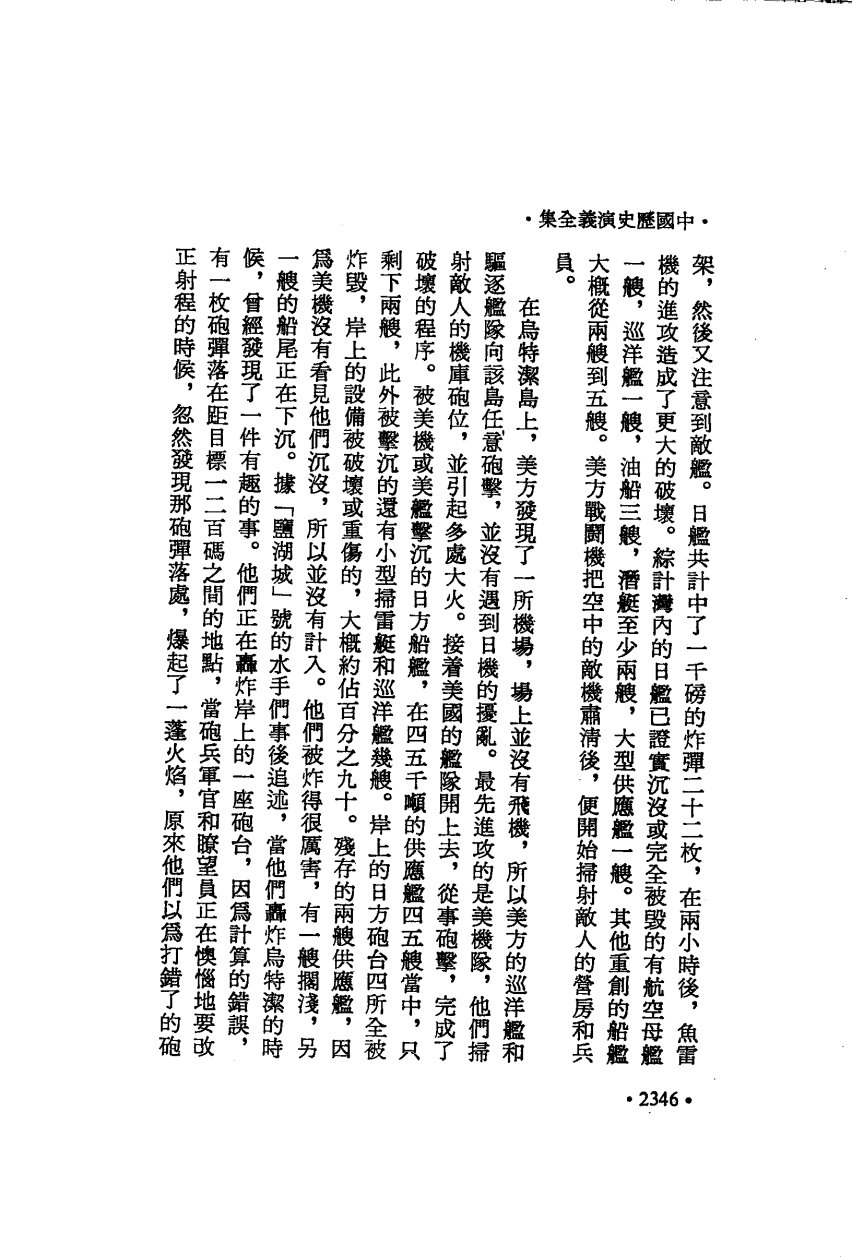 ·中國歷史演義全集·
架，然後又注意到敵艦。日艦共計中了一千磅的炸彈二十二枚，在兩小時後，魚雷
機的進攻造成了更大的破壞。綜計灣內的日艦已證實沉沒或完全被毀的有航空母艦
一艘，巡洋艦一艘，油船三艘，潛艇至少兩艘，大型供應艦一艘。其他重創的船艦
大概從兩艘到五艘。美方戰鬪機把空中的敵機肅清後，便開始掃射敵人的營房和兵
員。
在烏特潔島上，美方發現了一所機場，場上並沒有飛機，所以美方的巡洋艦和
驅逐艦隊向該島任意砲擊，並沒有遇到日機的擾亂。最先進攻的是美機隊，他們掃
射敵人的機庫砲位，並引起多處大火。接着美國的艦隊開上去，從事砲擊，完成了
破壞的程序。被美機或美艦擊沉的日方船艦，在四五千噸的供應艦四五艘當中，只
剩下兩艘，此外被擊沉的還有小型掃雷艇和巡洋艦幾艘。岸上的日方砲台四所全被
炸毀，岸上的設備被破壞或重傷的，大概約佔百分之九十。殘存的兩艘供應艦，因
爲美機沒有看見他們沉沒，所以並沒有計入。他們被炸得很厲害，有一艘擱淺，另
一艘的船尾正在下沉。據「鹽湖城」號的水手們事後追述，當他們轟炸烏特潔的時
候，曾經發現了一件有趣的事。他們正在轟炸岸上的一座砲台，因爲計算的錯誤，
有一枚砲彈落在距目標一二百碼之間的地點，當砲兵軍官和瞭望員正在懊惱地要改
正射程的時候，忽然發現那砲彈落處，爆起了一蓬火焰，原來他們以爲打錯了的砲
·2346·